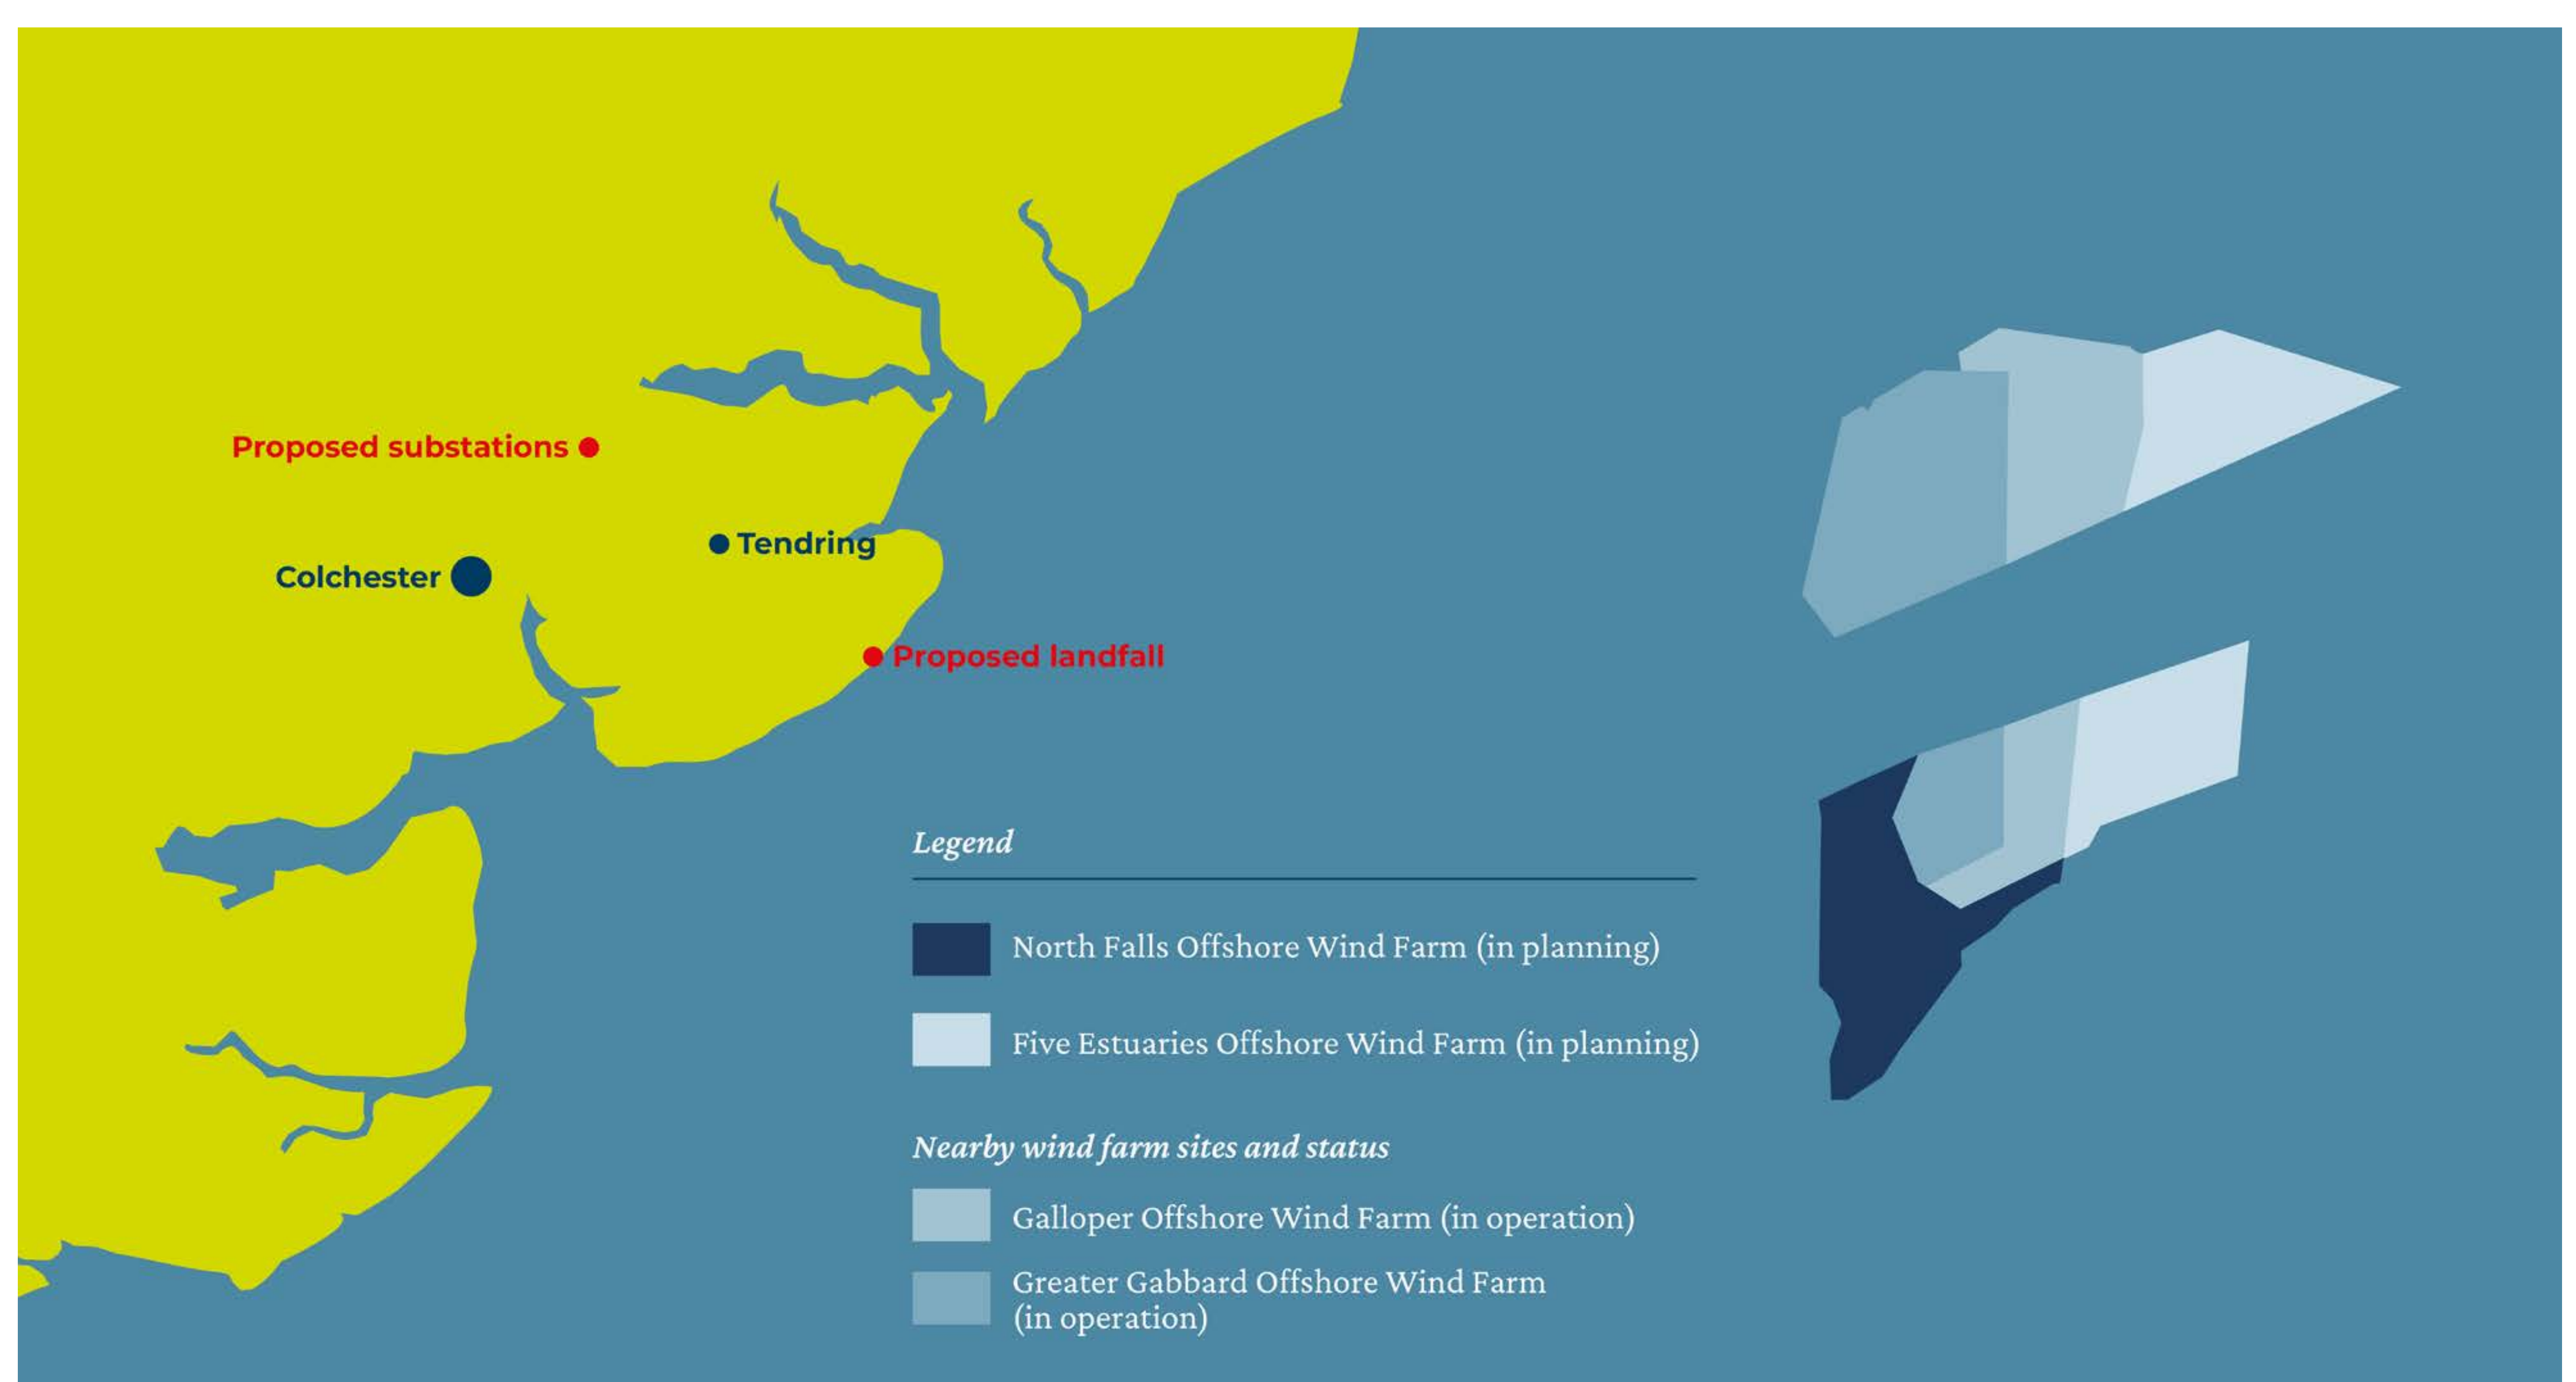 Proposed substations
Tendring
Colchester
Proposed landfall
Legend
North Falls Offshore Wind Farm (in planning)
Five Estuaries Offshore Wind Farm (in planning)
Nearby wind farm sites and status
Galloper Offshore Wind Farm (in operation)
Greater Gabbard Offshore Wind Farm
(in operation)